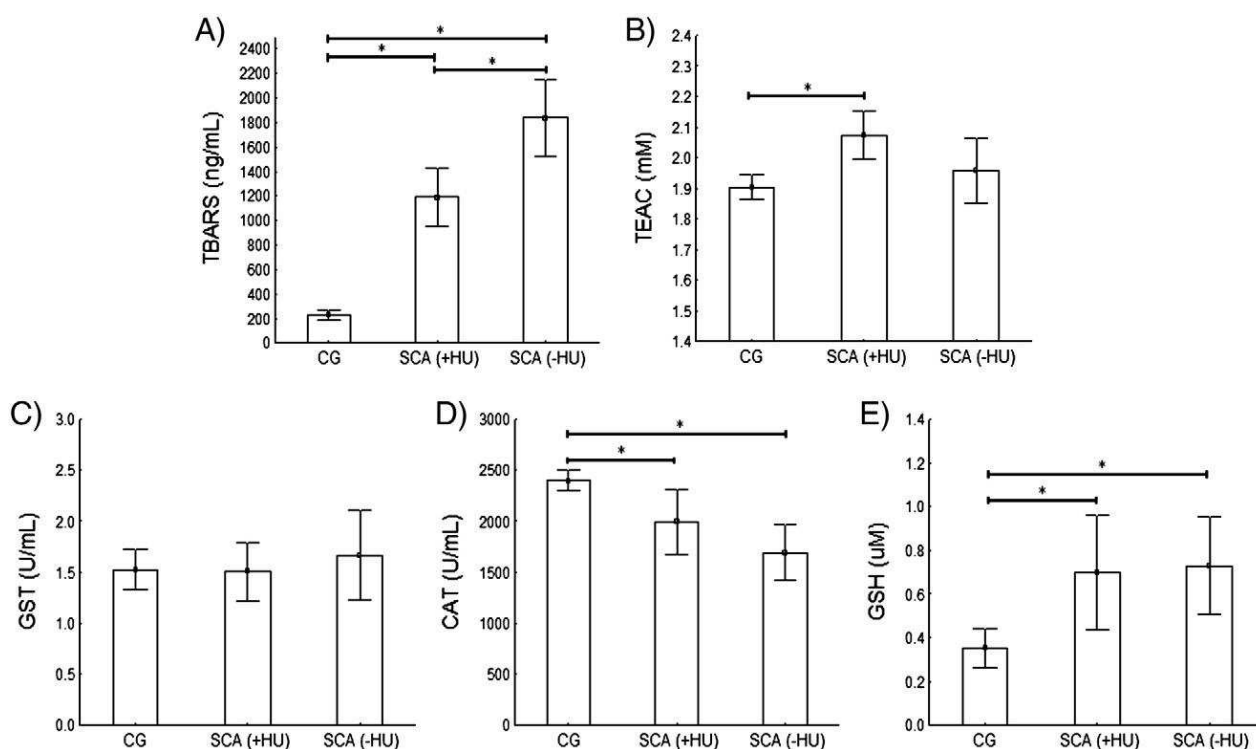 A)
TBARS (ng/mL)
2400
2200
2000
1800
1600
1400
1200
1000
800
600
400
200
0
*
*
*
CG
SCA (+HU)
SCA (-HU)
B)
TEAC (mM)
2.4
2.3
2.2
2.1
2.0
1.9
1.8
1.7
1.6
1.5
1.4
*
CG
SCA (+HU)
SCA (-HU)
C)
GST (U/mL)
3.0
2.5
2.0
1.5
1.0
0.5
0.0
CG
SCA (+HU)
SCA (-HU)
D)
CAT (U/mL)
3000
2500
2000
1500
1000
500
0
*
*
CG
SCA (+HU)
SCA (-HU)
E)
GSH (uM)
1.4
1.2
1.0
0.8
0.6
0.4
0.2
0.0
*
*
CG
SCA (+HU)
SCA (-HU)